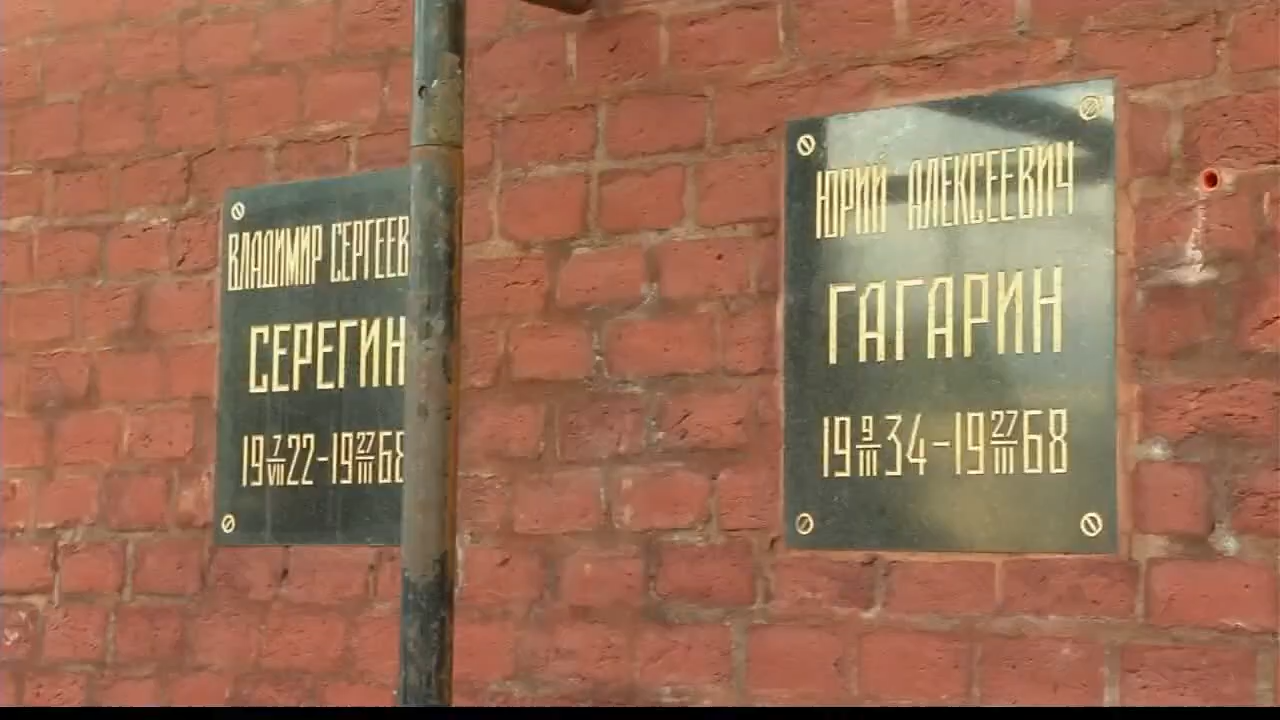 ВЛАДИМИР СЕРГЕЕВ
СЕРЕГИН
19 7/VII 22-19 27/III 68
ЮРИЙ АЛЕКСЕЕВИЧ
ГАГАРИН
19 9/III 34-19 27/III 68